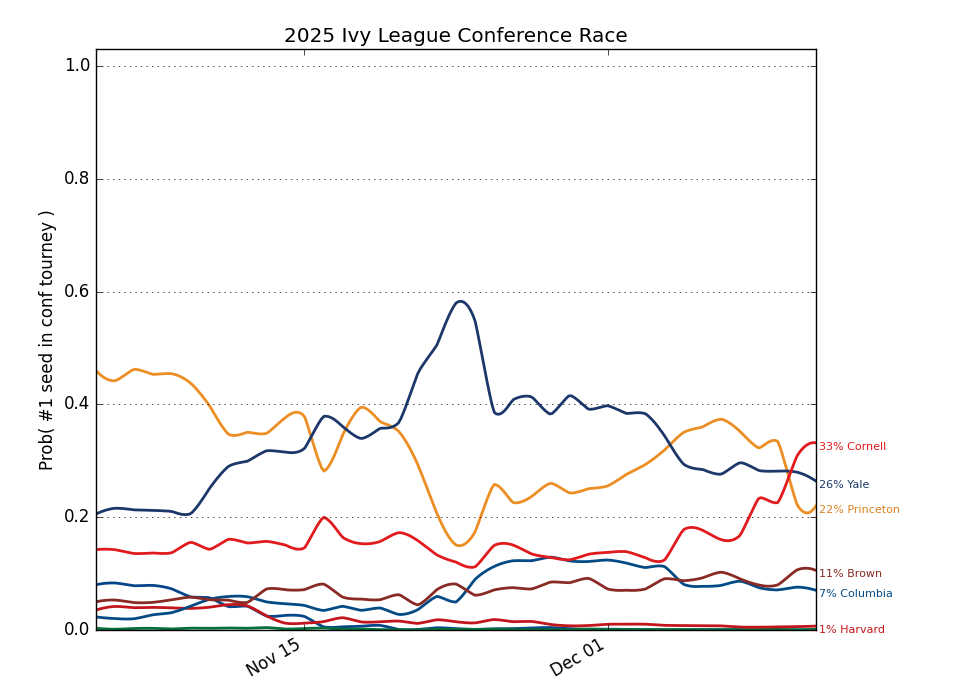 2025 Ivy League Conference Race
Prob( #1 seed in conf tourney )
1.0
0.8
0.6
0.4
0.2
0.0
Nov 15
Dec 01
33% Cornell
26% Yale
22% Princeton
11% Brown
7% Columbia
1% Harvard